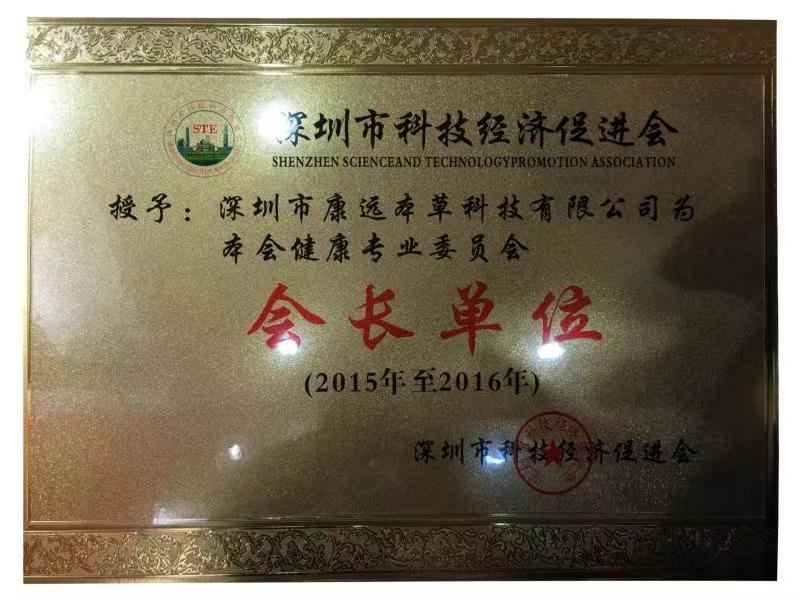 STE
深圳市科技经济促进会
SHENZHEN SCIENCEAND TECHNOLOGYPROMOTION ASSOCIATION
授予：深圳市康远本草科技有限公司为
本会健康专业委员会
会长单位
(2015年至2016年)
深圳市科技经济促进会